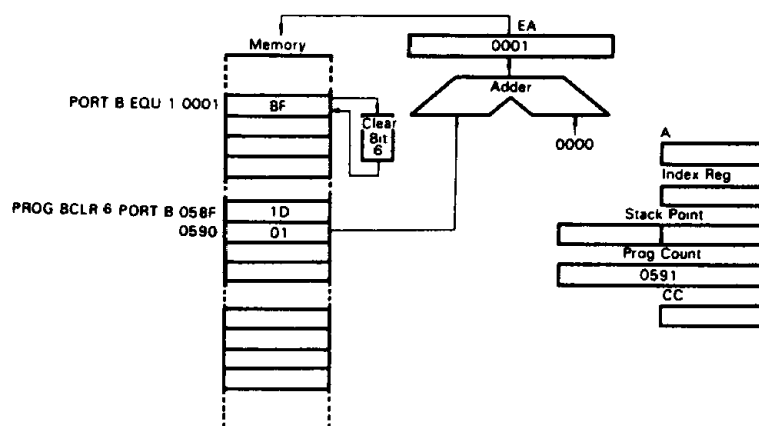 EA
Memory
0001
Adder
PORT B EQU 1 0001
BF
Clear
Bit
6
0000
A
Index Reg
PROG BCLR 6 PORT B 058F
1D
Stack Point
0590
01
Prog Count
0591
CC